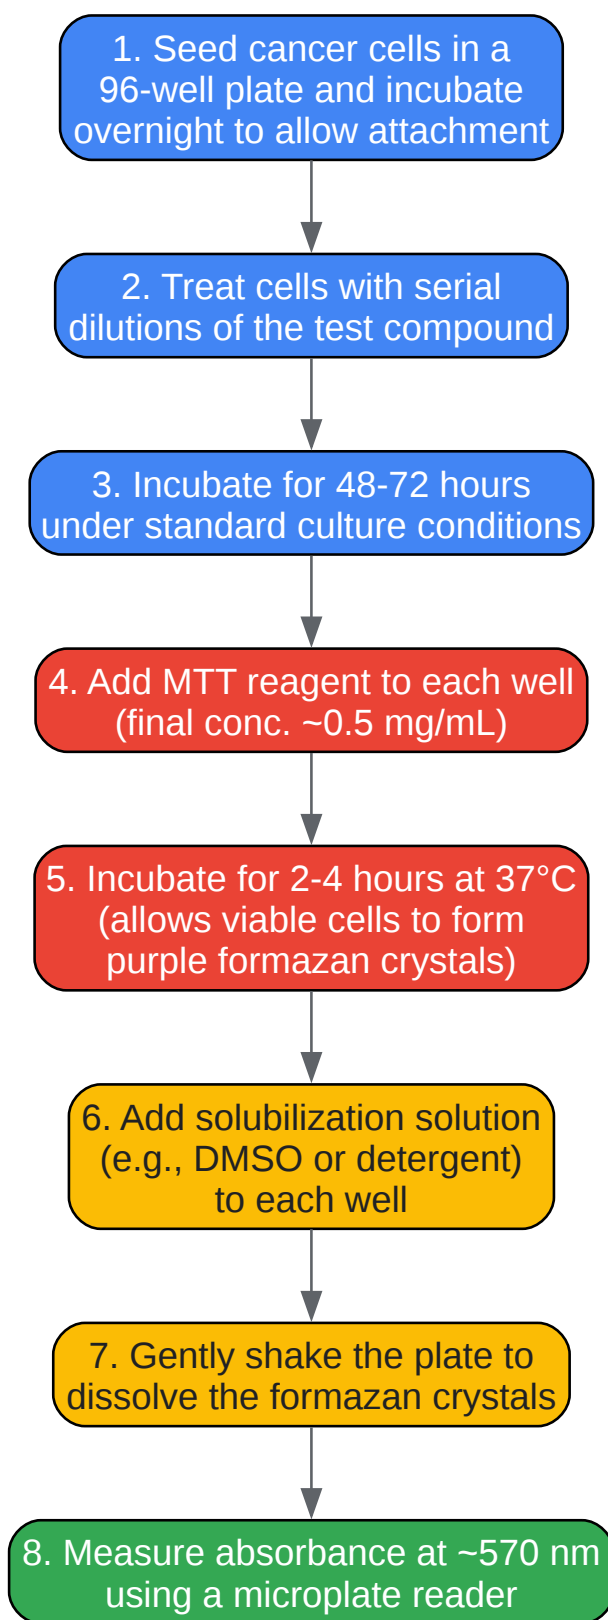 1. Seed cancer cells in a
96-well plate and incubate
overnight to allow attachment
2. Treat cells with serial
dilutions of the test compound
3. Incubate for 48-72 hours
under standard culture conditions
4. Add MTT reagent to each well
(final conc. ~0.5 mg/mL)
5. Incubate for 2-4 hours at 37°C
(allows viable cells to form
purple formazan crystals)
6. Add solubilization solution
(e.g., DMSO or detergent)
to each well
7. Gently shake the plate to
dissolve the formazan crystals
8. Measure absorbance at ~570 nm
using a microplate reader